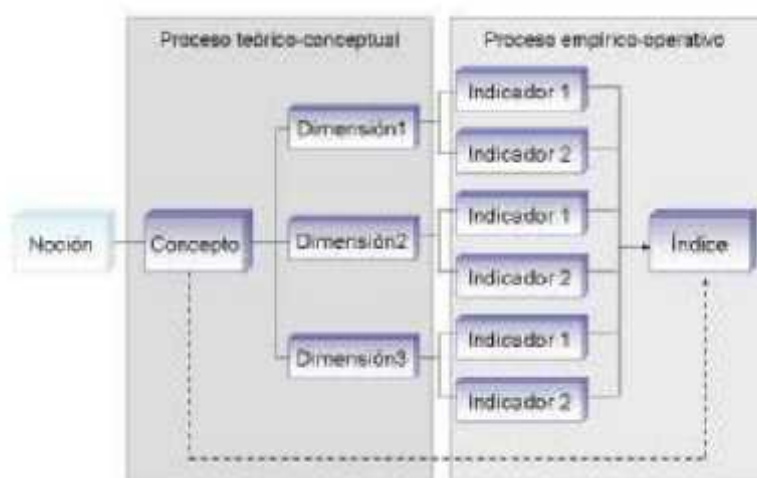 Proceso teórico-conceptual
Proceso empírico-operativo
Noción
Concepto
Dimensión1
Indicador 1
Indicador 2
Dimensión2
Indicador 1
Indicador 2
Dimensión3
Indicador 1
Indicador 2
Índice